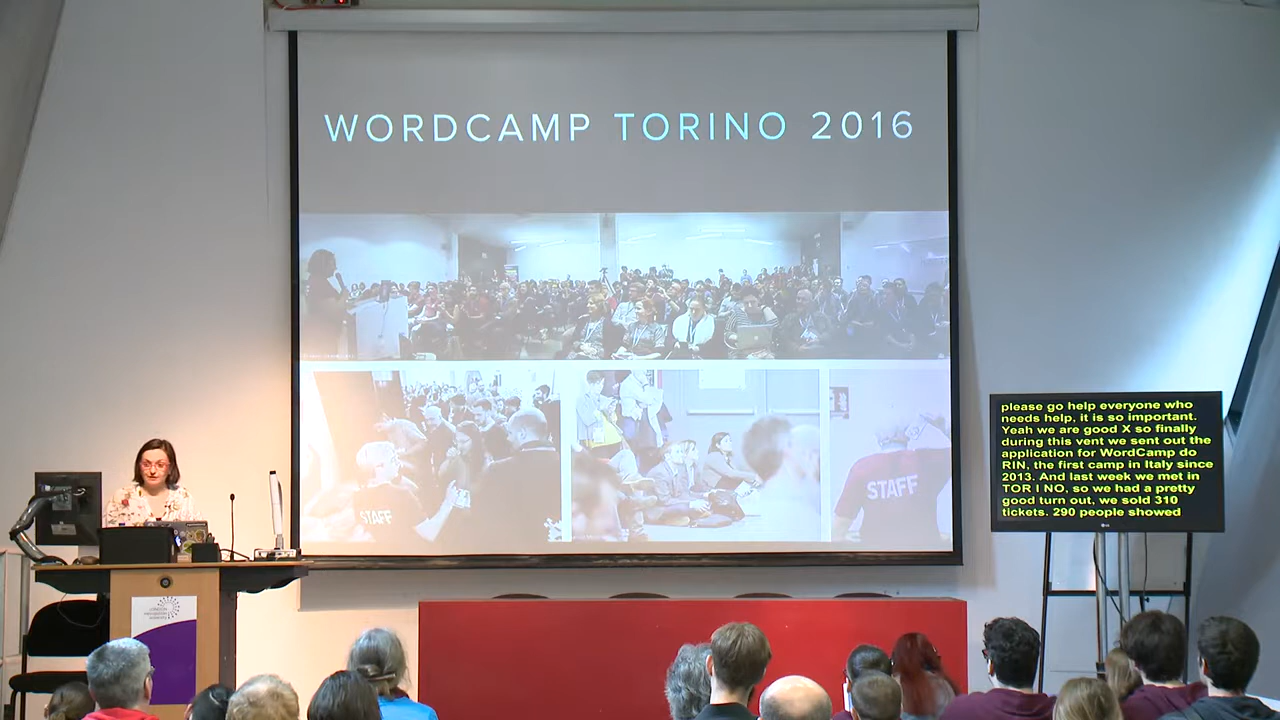 WORDCAMP TORINO 2016
STAFF
STAFF
please go help everyone who
needs help, it is so important.
Yeah we are good X so finally
during this vent we sent out the
application for WordCamp do
RIN, the first camp in Italy since
2013. And last week we met in
TOR I NO, so we had a pretty
good turn out, we sold 310
tickets. 290 people showed